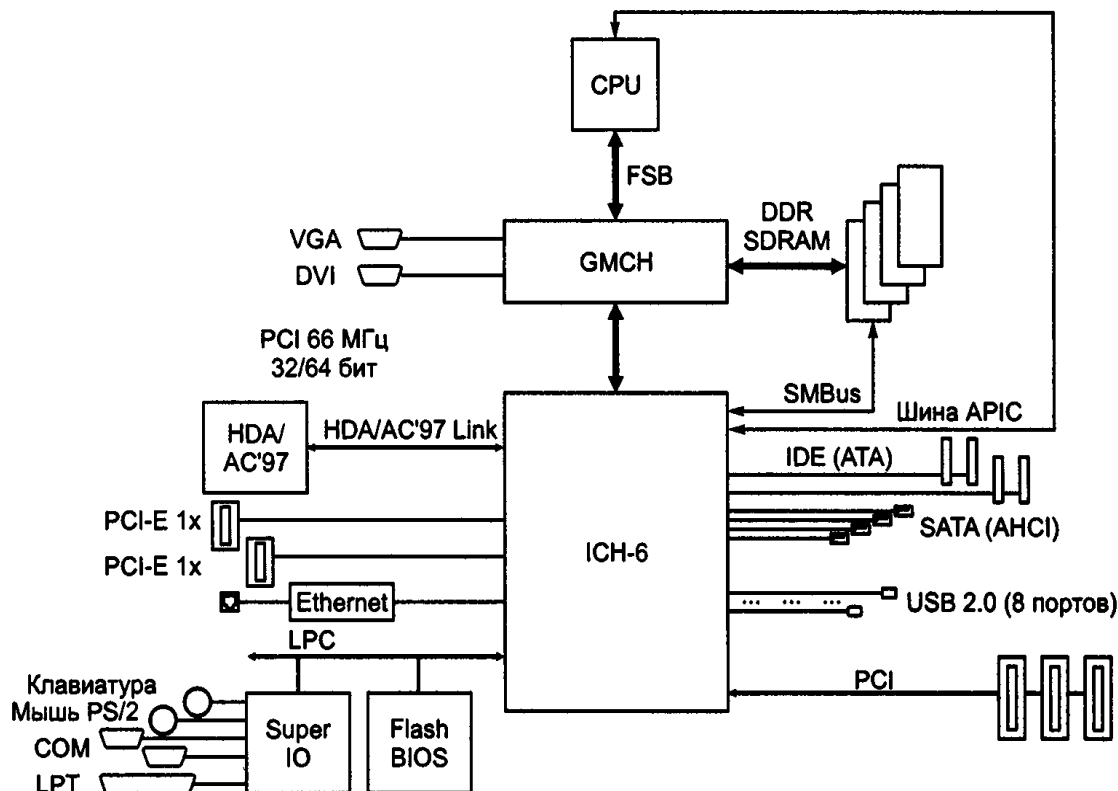 CPU
FSB
DDR
SDRAM
VGA
DVI
GMCH
PCI 66 МГц
32/64 бит
SMBus
Шина APIC
HDA/
AC'97
HDA/AC'97 Link
IDE (ATA)
PCI-E 1x
SATA (AHCI)
PCI-E 1x
ICH-6
Ethernet
USB 2.0 (8 портов)
... ... ...
LPC
PCI
Клавиатура
Мышь PS/2
COM
LPT
Super
IO
Flash
BIOS